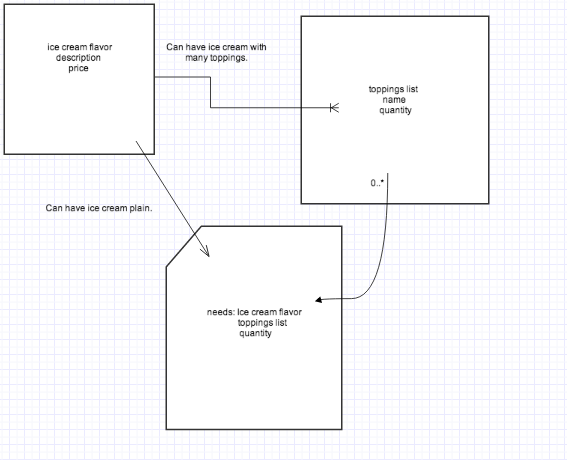 ice cream flavor
description
price
Can have ice cream with
many toppings.
toppings list
name
quantity
0..*
Can have ice cream plain.
needs: Ice cream flavor
toppings list
quantity